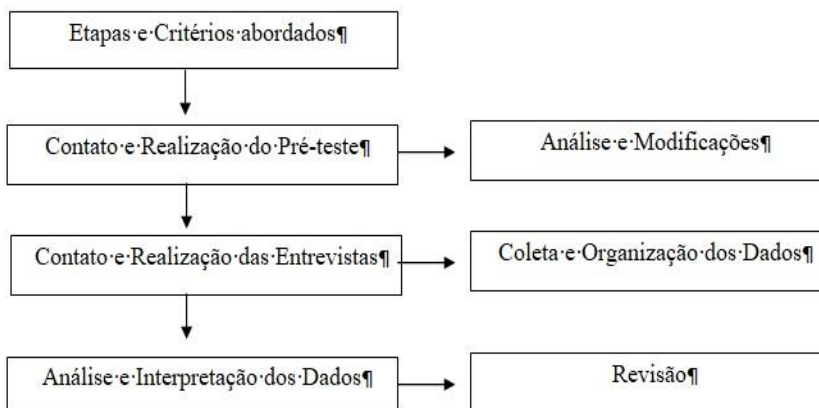 Etapas·e·Critérios·abordados¶
Contato·e·Realização·do·Pré-teste¶
Análise·e·Modificações¶
Contato·e·Realização·das·Entrevistas¶
Coleta·e·Organização·dos·Dados¶
Análise·e·Interpretação·dos·Dados¶
Revisão¶